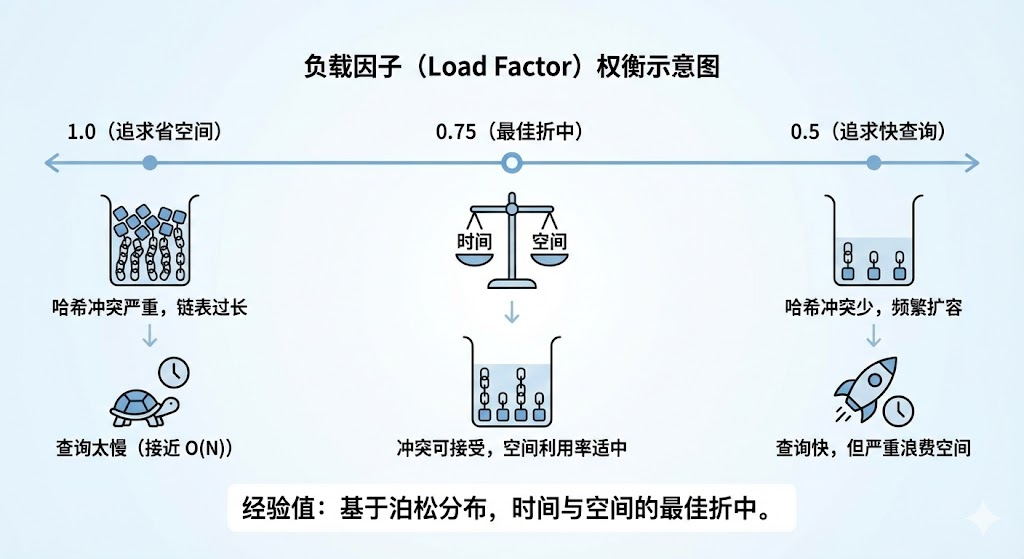 负载因子（Load Factor）权衡示意图
1.0（追求省空间）
0.75（最佳折中）
0.5（追求快查询）
时间
空间
哈希冲突严重，链表过长
哈希冲突少，频繁扩容
查询太慢（接近 O(N)）
冲突可接受，空间利用率适中
查询快，但严重浪费空间
经验值：基于泊松分布，时间与空间的最佳折中。